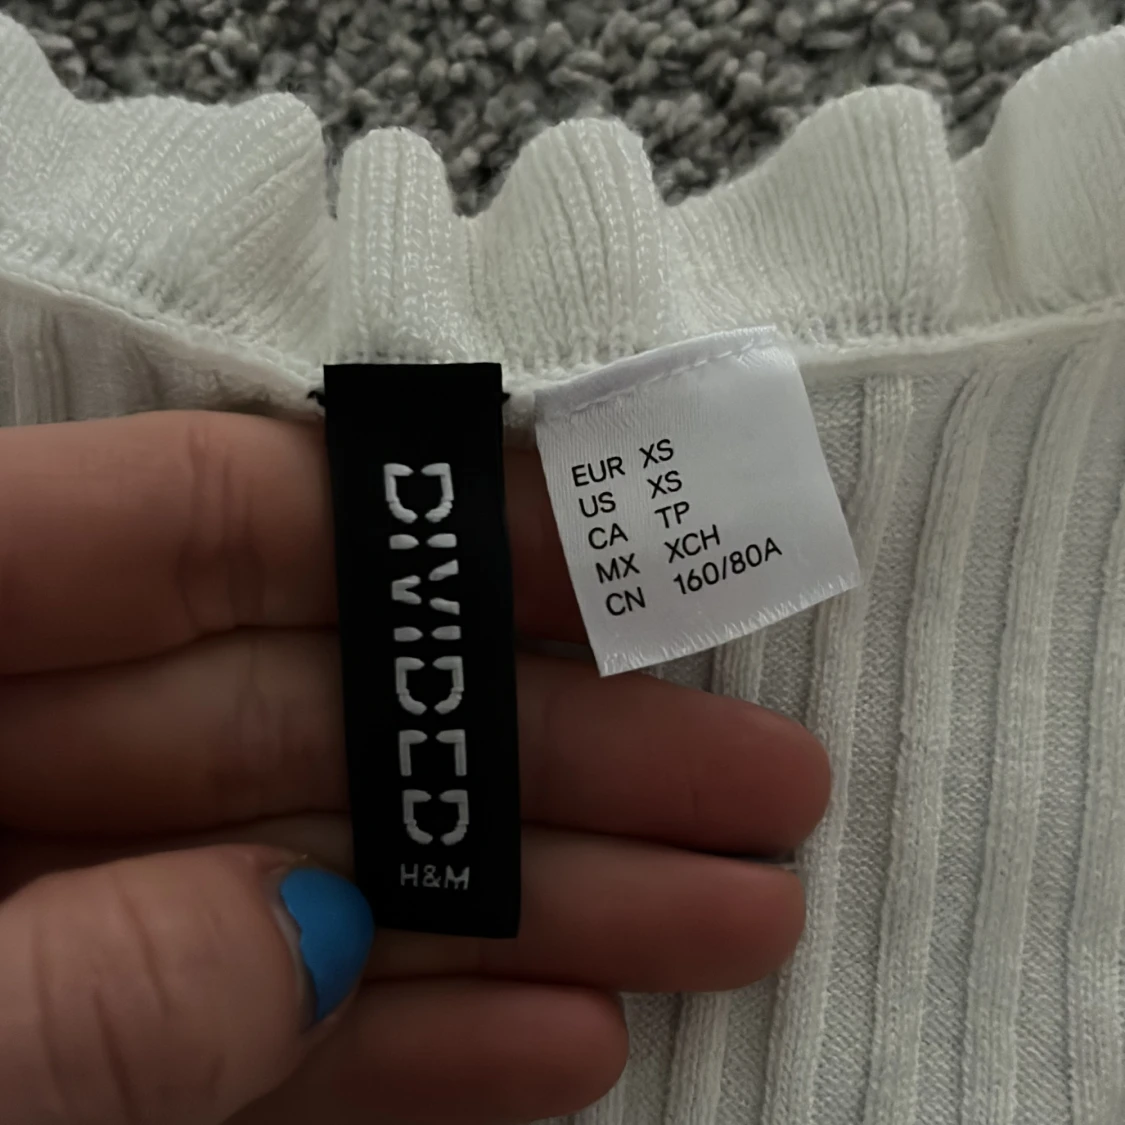 DIVIDED
H&M
EUR XS
US XS
CA TP
MX XCH
CN 160/80A